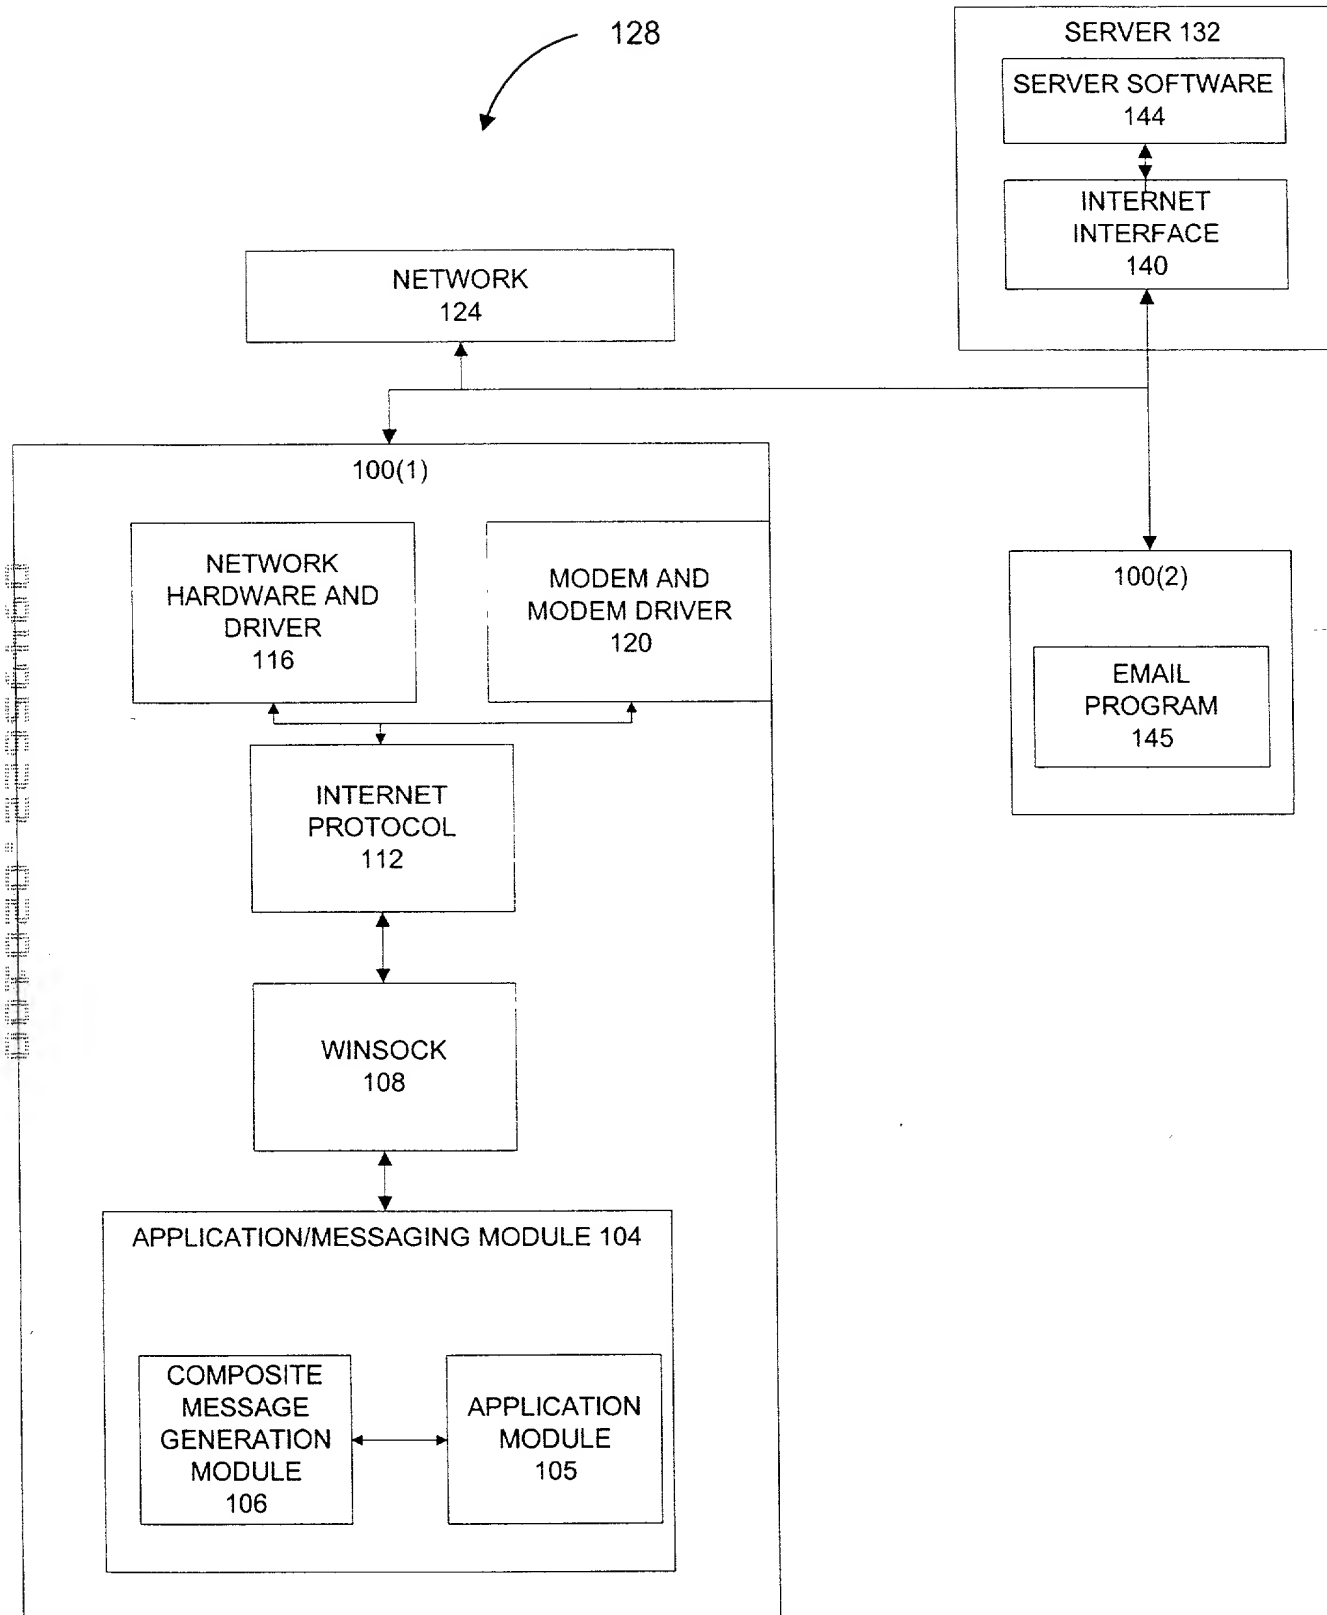 128
SERVER 132
SERVER SOFTWARE
144
INTERNET
INTERFACE
140
NETWORK
124
100(1)
NETWORK
HARDWARE AND
DRIVER
116
MODEM AND
MODEM DRIVER
120
100(2)
EMAIL
PROGRAM
145
INTERNET
PROTOCOL
112
WINSOCK
108
APPLICATION/MESSAGING MODULE 104
COMPOSITE
MESSAGE
GENERATION
MODULE
106
APPLICATION
MODULE
105